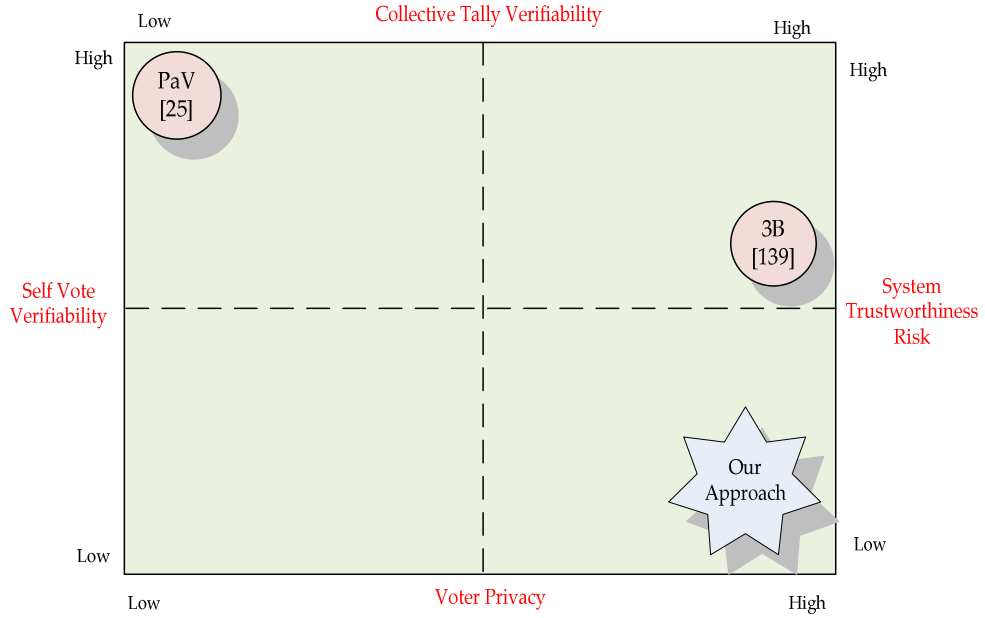 Collective Tally Verifiability
Low
High
High
High
PaV
[25]
3B
[139]
Self Vote
Verifiability
System
Trustworthiness
Risk
Our
Approach
Low
Low
Low
Voter Privacy
High